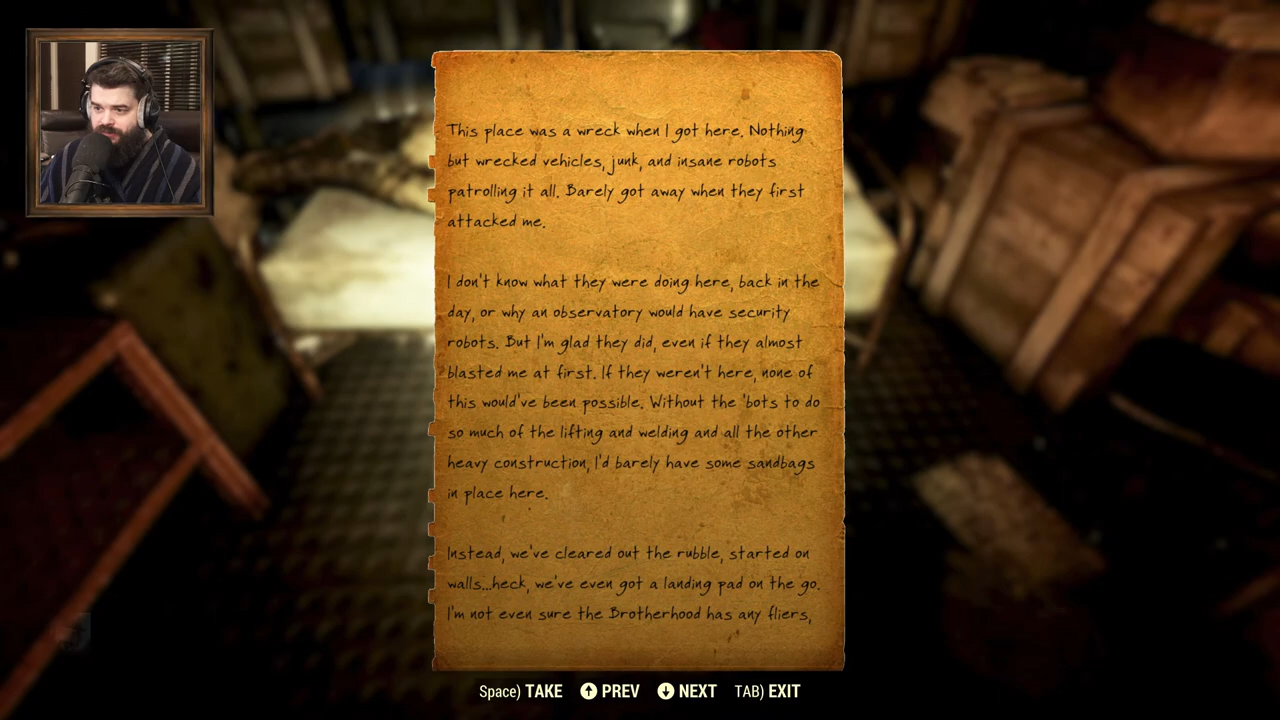 This place was a wreck when I got here. Nothing
but wrecked vehicles, junk, and insane robots
patrolling it all. Barely got away when they first
attacked me.
I don't know what they were doing here, back in the
day, or why an observatory would have security
robots. But I'm glad they did, even if they almost
blasted me at first. If they weren't here, none of
this would've been possible. Without the 'bots to do
so much of the lifting and welding and all the other
heavy construction, I'd barely have some sandbags
in place here.
Instead, we've cleared out the rubble, started on
walls...heck, we've even got a landing pad on the go.
I'm not even sure the Brotherhood has any fliers,
Space) TAKE PREV NEXT TAB) EXIT